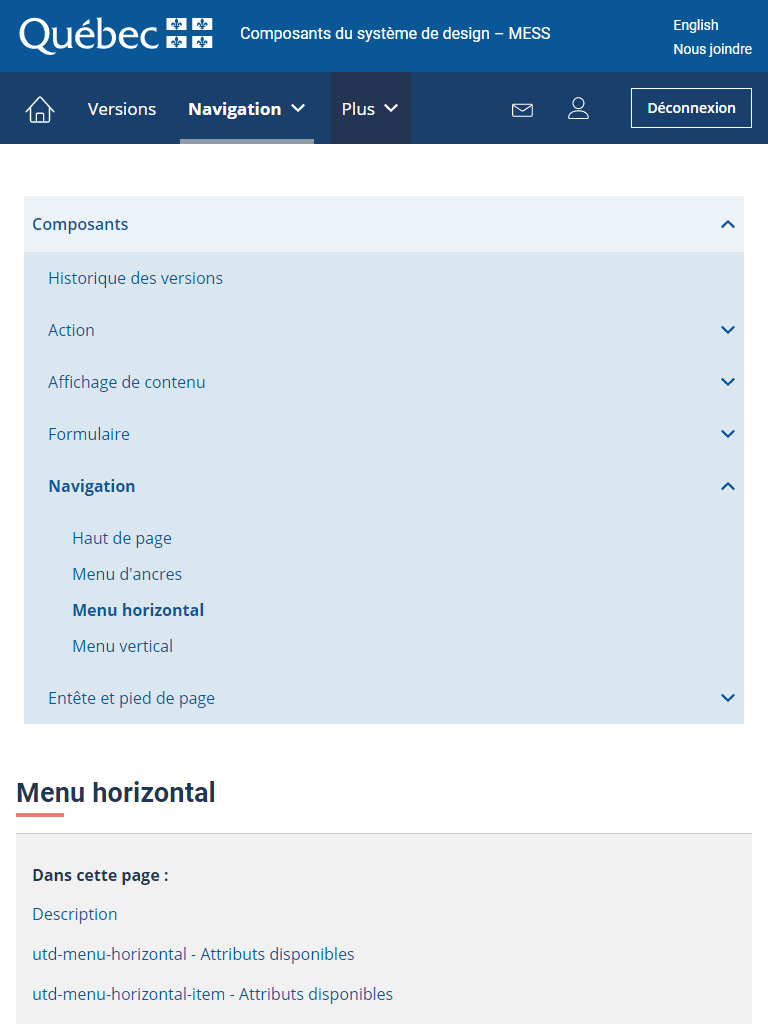 Québec
Composants du système de design – MESS
English
Nous joindre
Versions
Navigation
Plus
Déconnexion
Composants
Historique des versions
Action
Affichage de contenu
Formulaire
Navigation
Haut de page
Menu d'ancres
Menu horizontal
Menu vertical
Entête et pied de page
Menu horizontal
Dans cette page :
Description
utd-menu-horizontal - Attributs disponibles
utd-menu-horizontal-item - Attributs disponibles